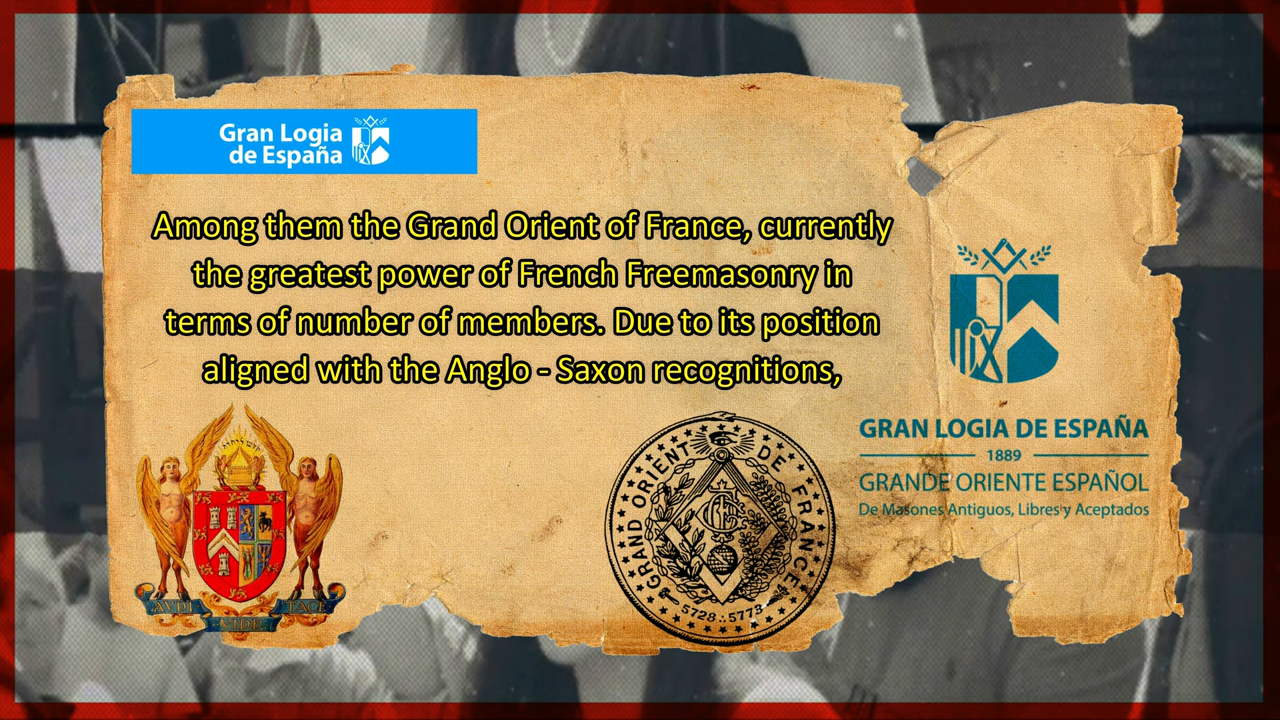 Gran Logia
de España
Among them the Grand Orient of France, currently
the greatest power of French Freemasonry in
terms of number of members. Due to its position
aligned with the Anglo - Saxon recognitions,
AVDI VIDE TACE
GRAND ORIENT DE FRANCE
5728 ∴ 5773
GRAN LOGIA DE ESPAÑA
1889
GRANDE ORIENTE ESPAÑOL
De Masones Antiguos, Libres y Aceptados